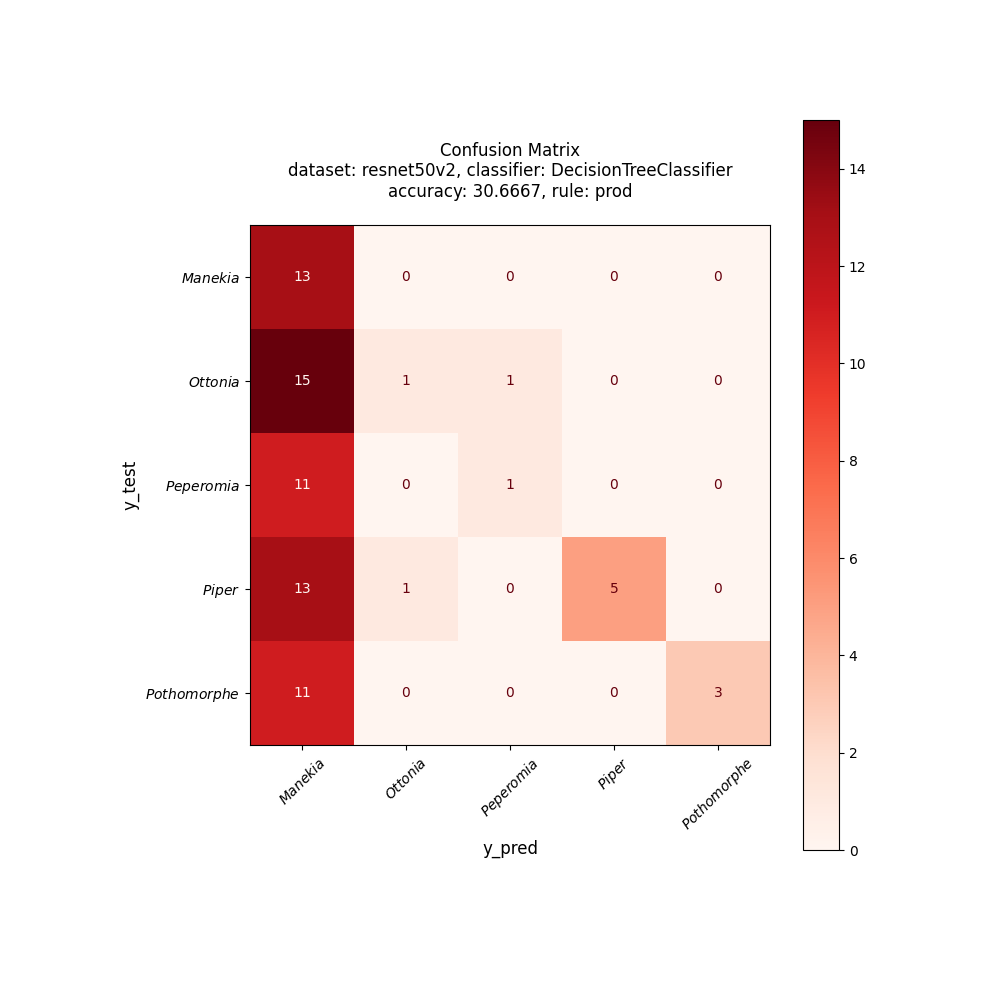 Confusion Matrix
dataset: resnet50v2, classifier: DecisionTreeClassifier
accuracy: 30.6667, rule: prod
y_test
Manekia 13 0 0 0 0
Ottonia 15 1 1 0 0
Peperomia 11 0 1 0 0
Piper 13 1 0 5 0
Pothomorphe 11 0 0 0 3
Manekia Ottonia Peperomia Piper Pothomorphe
y_pred
14
12
10
8
6
4
2
0